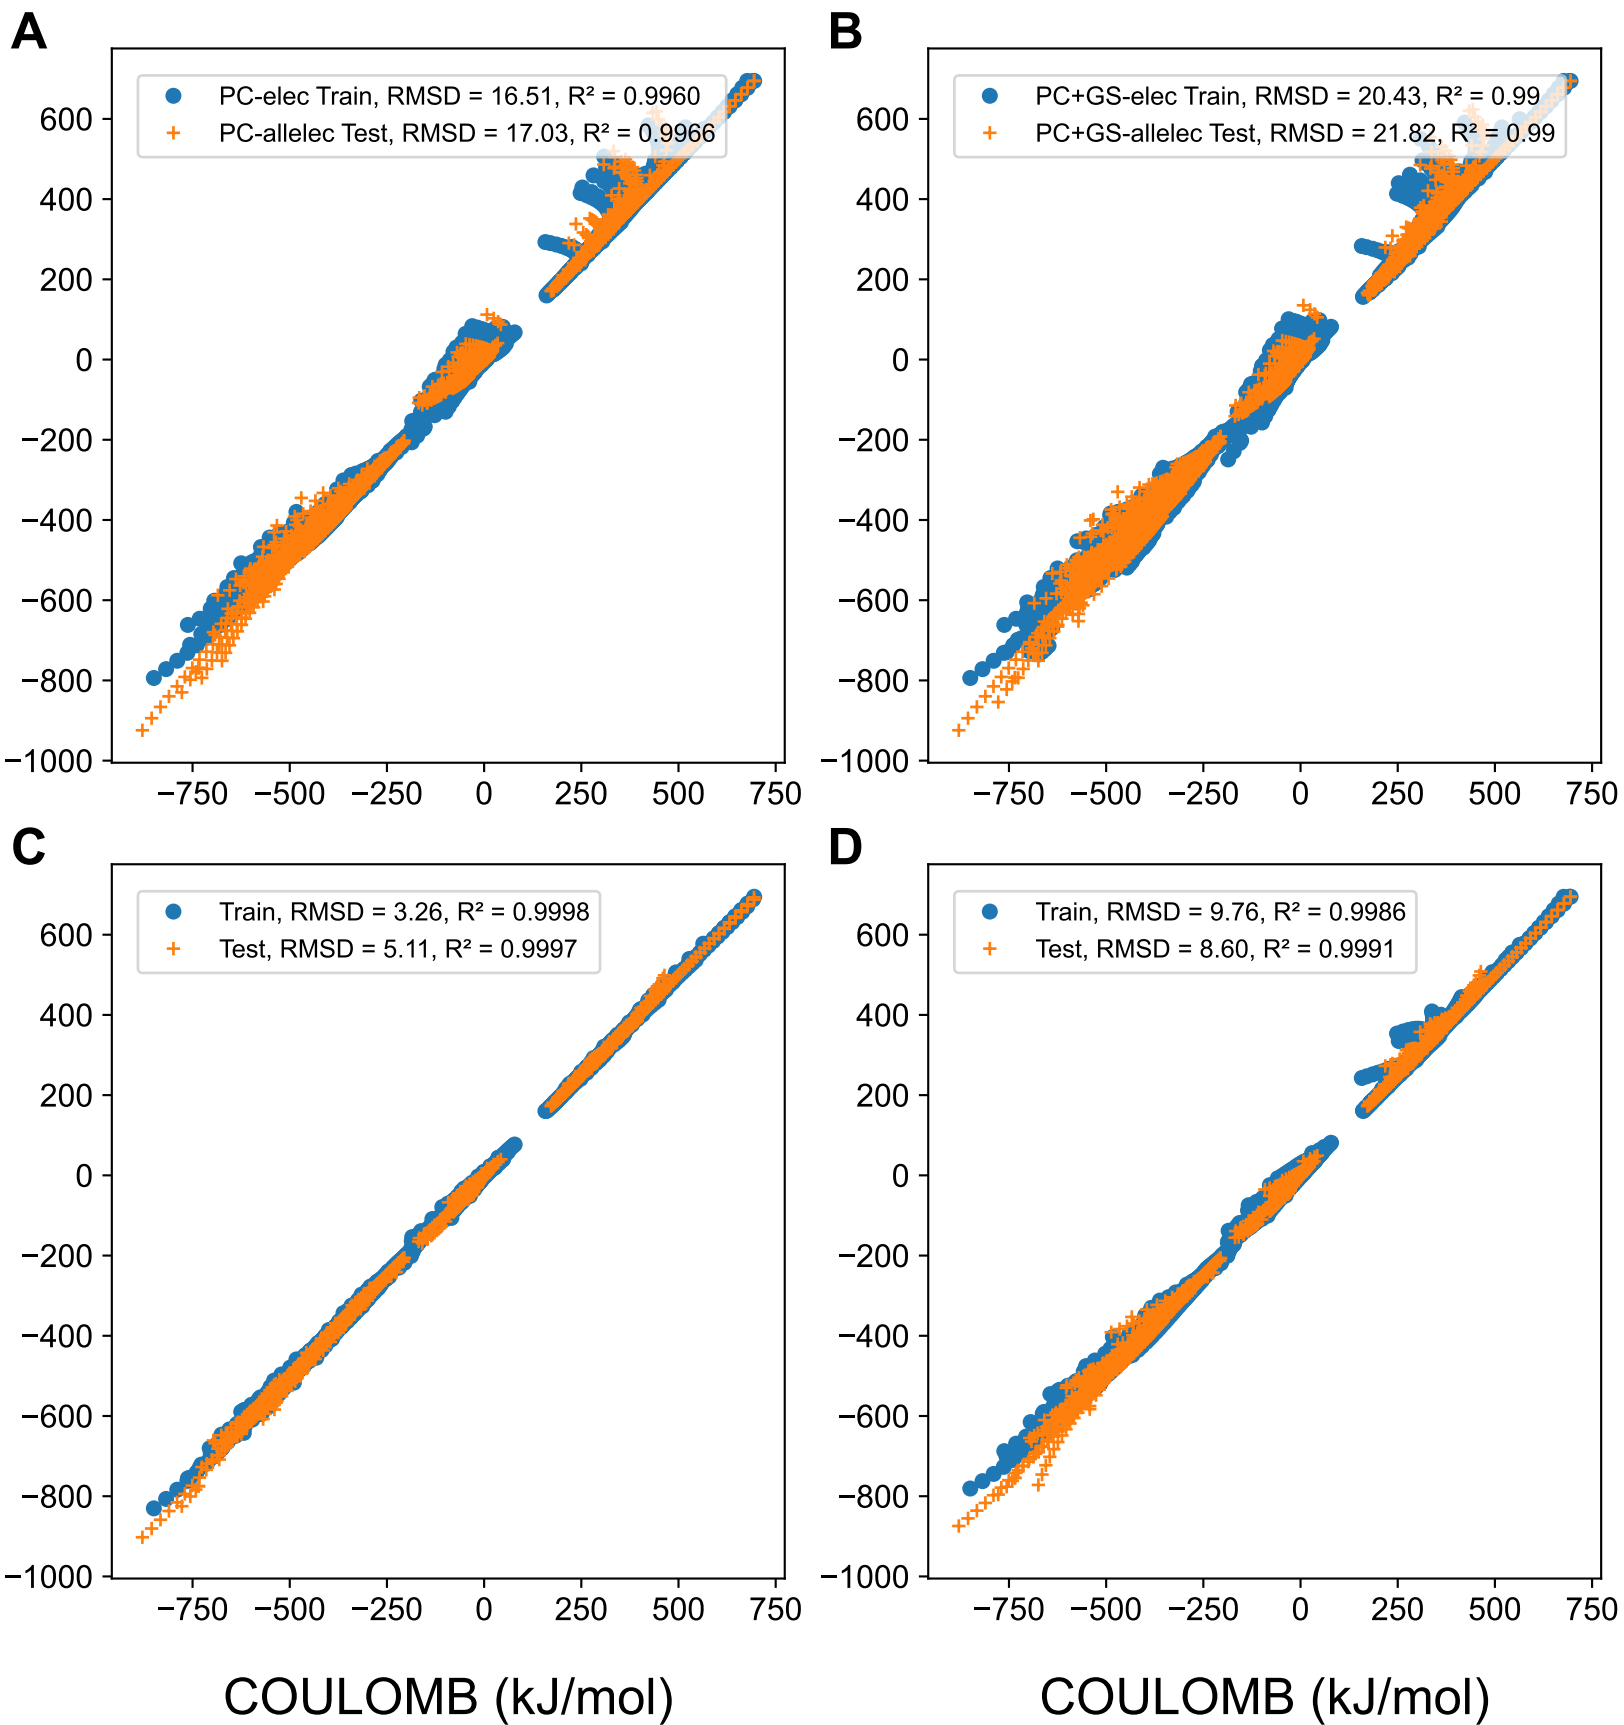 A
PC-elec Train, RMSD = 16.51, R² = 0.9960
PC-allelec Test, RMSD = 17.03, R² = 0.9966
600
400
200
0
−200
−400
−600
−800
−1000
−750 −500 −250 0 250 500 750
B
PC+GS-elec Train, RMSD = 20.43, R² = 0.99
PC+GS-allelec Test, RMSD = 21.82, R² = 0.99
600
400
200
0
−200
−400
−600
−800
−1000
−750 −500 −250 0 250 500 750
C
Train, RMSD = 3.26, R² = 0.9998
Test, RMSD = 5.11, R² = 0.9997
600
400
200
0
−200
−400
−600
−800
−1000
−750 −500 −250 0 250 500 750
COULOMB (kJ/mol)
D
Train, RMSD = 9.76, R² = 0.9986
Test, RMSD = 8.60, R² = 0.9991
600
400
200
0
−200
−400
−600
−800
−1000
−750 −500 −250 0 250 500 750
COULOMB (kJ/mol)